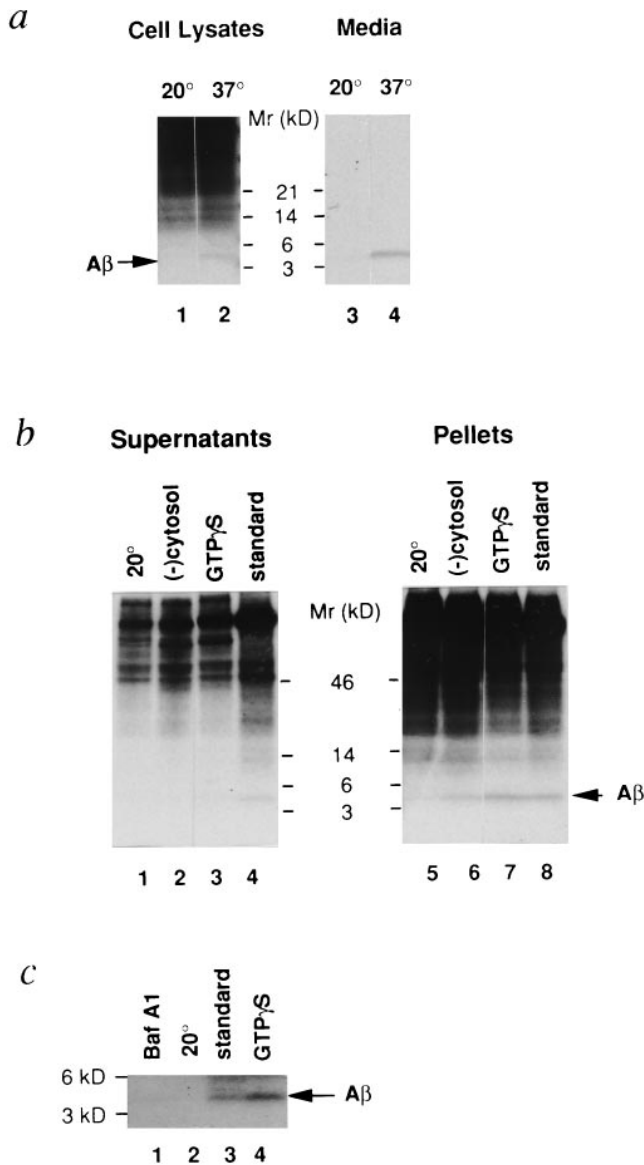 a
Cell Lysates Media
20° 37° 20° 37°
Mr (kD)
21
14
6
3
Aβ
1 2 3 4
b
Supernatants Pellets
20° (-)cytosol GTPγS standard 20° (-)cytosol GTPγS standard
Mr (kD)
46
14
6
3
Aβ
1 2 3 4 5 6 7 8
c
Baf A1 20° standard GTPγS
6 kD
3 kD
Aβ
1 2 3 4